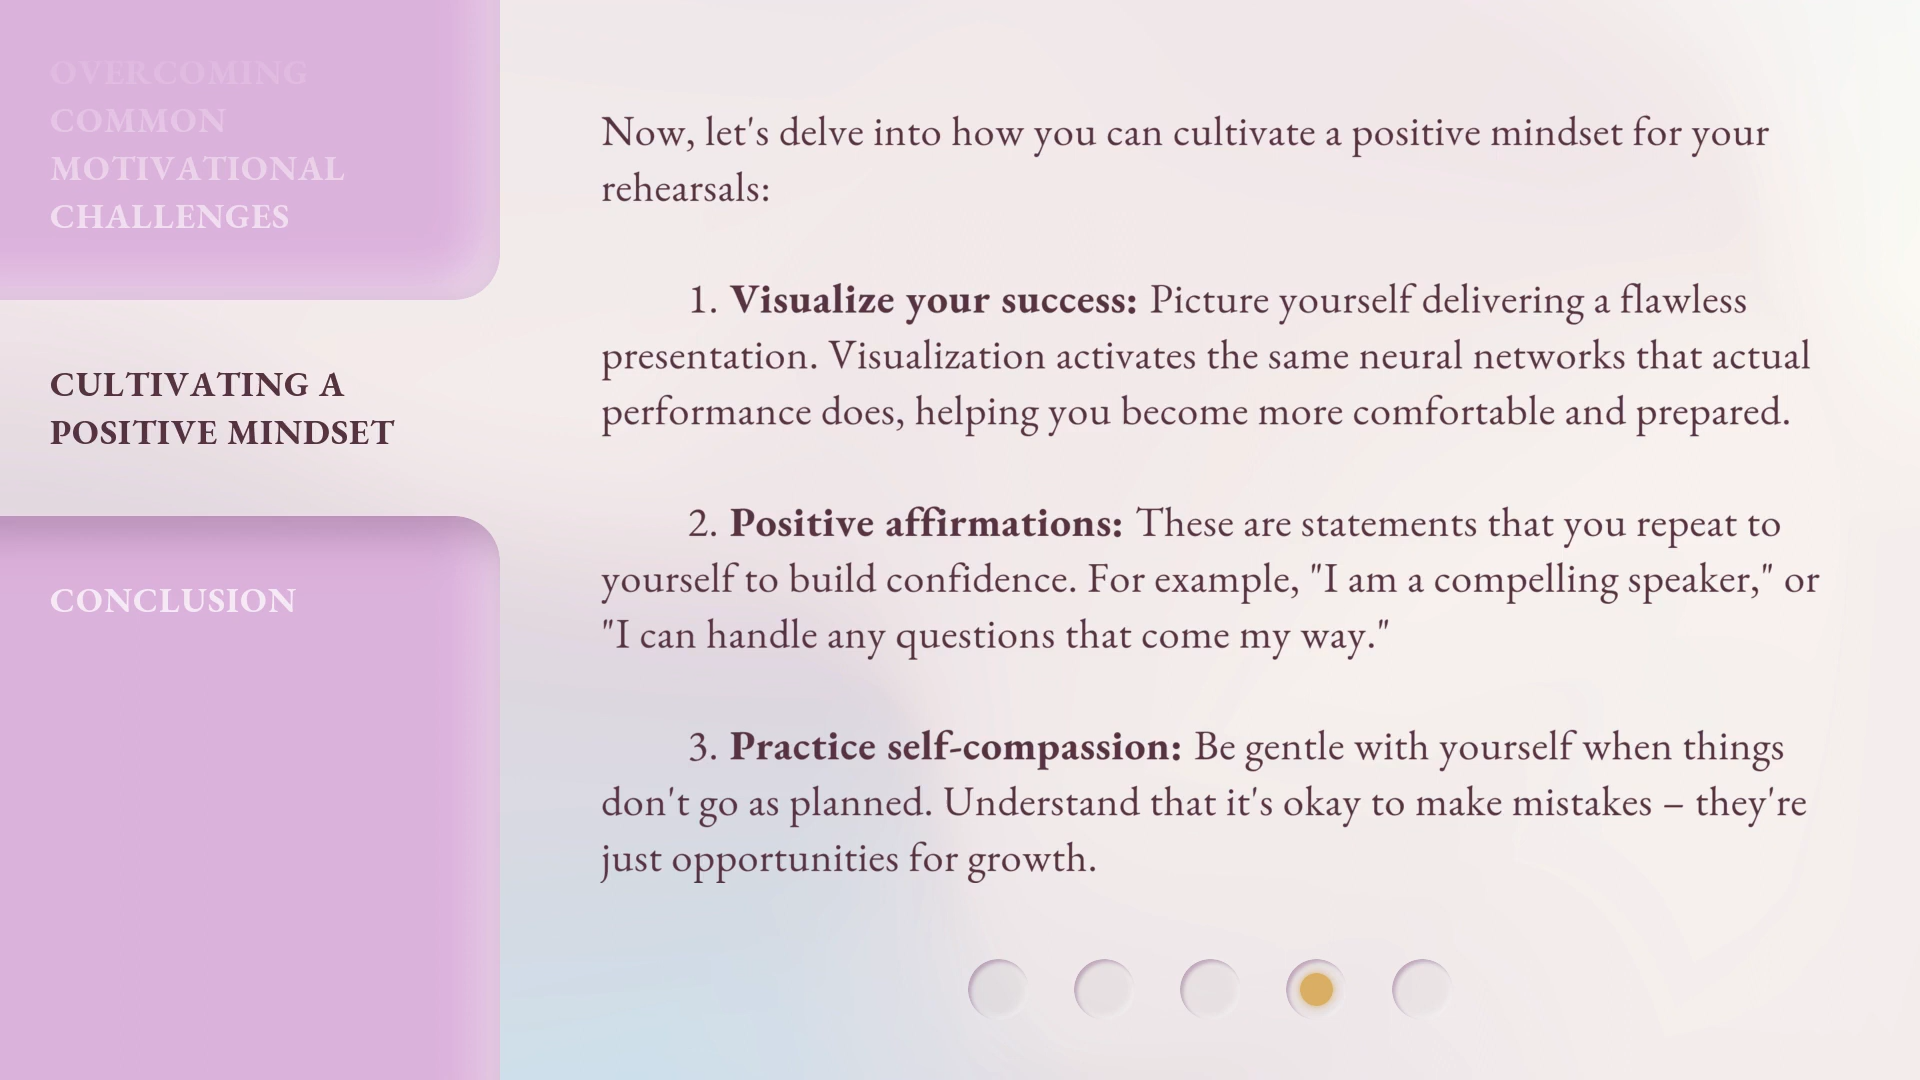 OVERCOMING
COMMON
MOTIVATIONAL
CHALLENGES
CULTIVATING A
POSITIVE MINDSET
CONCLUSION
Now, let's delve into how you can cultivate a positive mindset for your
rehearsals:
1. Visualize your success: Picture yourself delivering a flawless
presentation. Visualization activates the same neural networks that actual
performance does, helping you become more comfortable and prepared.
2. Positive affirmations: These are statements that you repeat to
yourself to build confidence. For example, "I am a compelling speaker," or
"I can handle any questions that come my way."
3. Practice self-compassion: Be gentle with yourself when things
don't go as planned. Understand that it's okay to make mistakes – they're
just opportunities for growth.